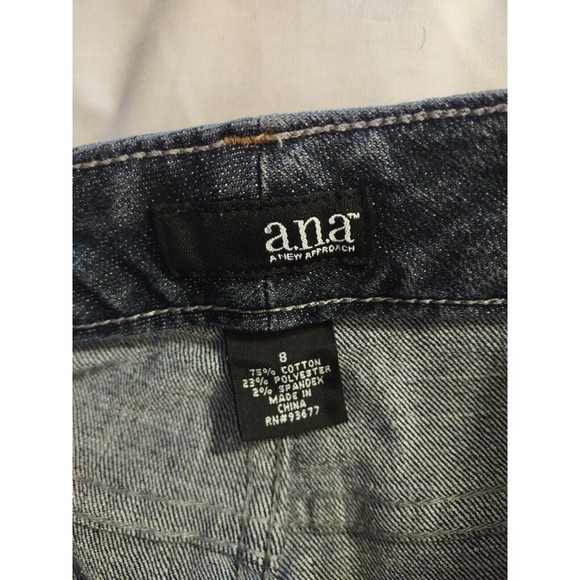 a.n.a™
A NEW APPROACH
8
75% COTTON
23% POLYESTER
2% SPANDEX
MADE IN
CHINA
RN#93677